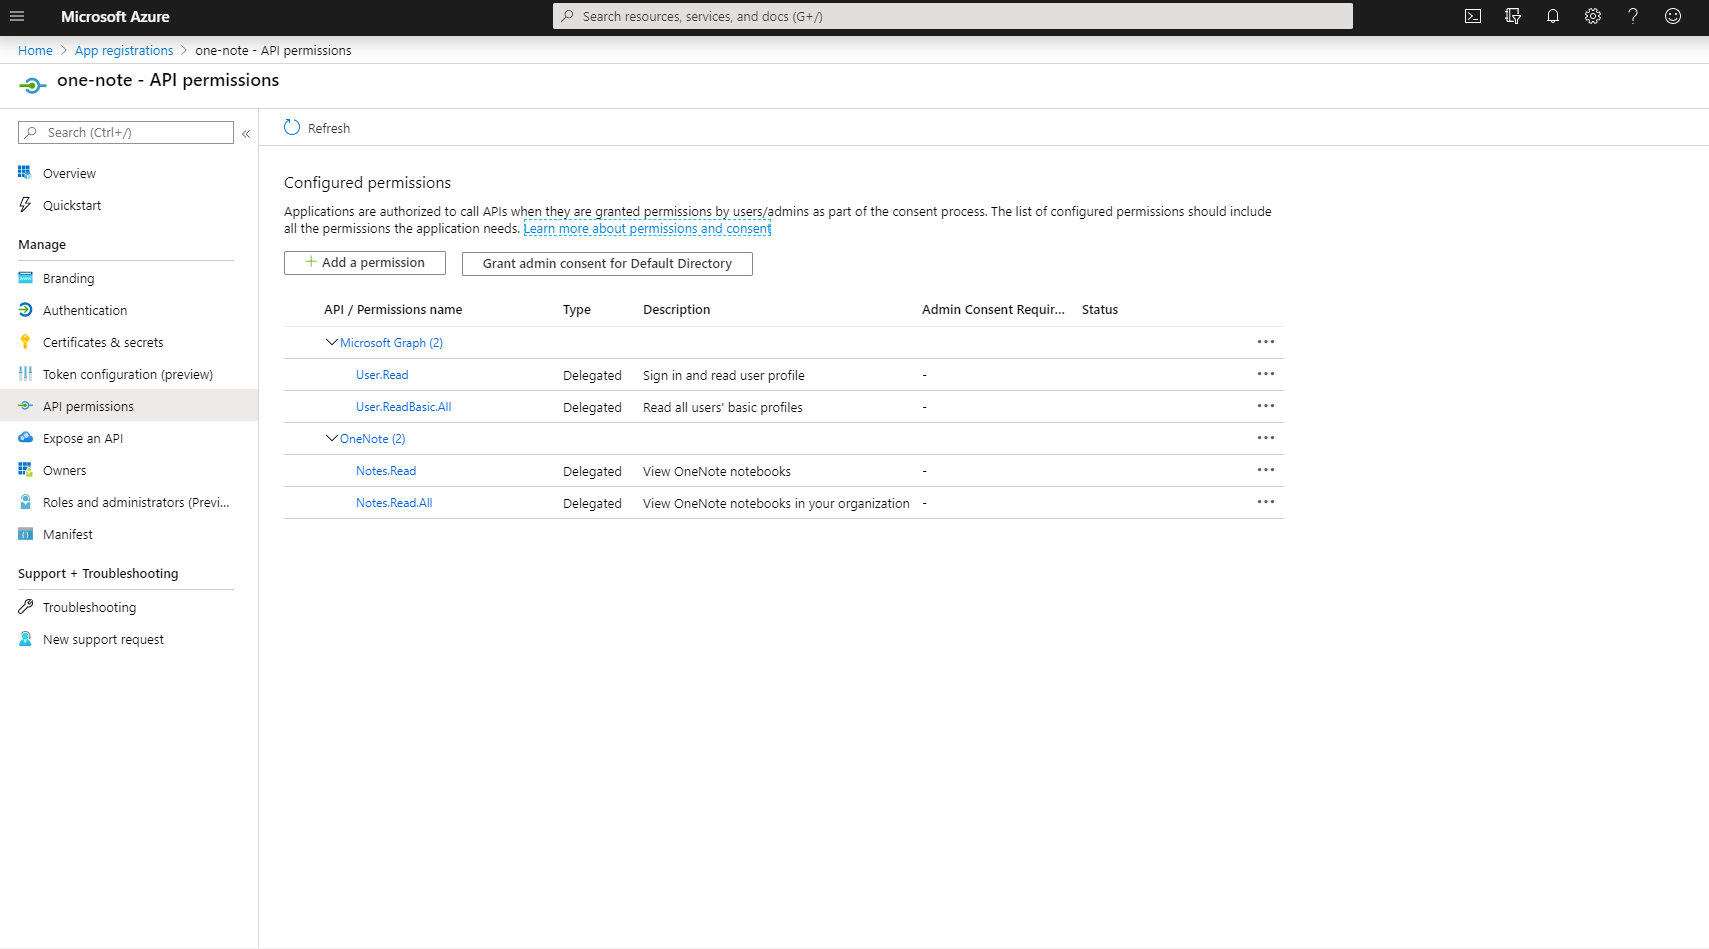 Microsoft Azure
Search resources, services, and docs (G+/)
Home > App registrations > one-note - API permissions
one-note - API permissions
Search (Ctrl+/)
«
Overview
Quickstart
Manage
Branding
Authentication
Certificates & secrets
Token configuration (preview)
API permissions
Expose an API
Owners
Roles and administrators (Previ...
Manifest
Support + Troubleshooting
Troubleshooting
New support request
Refresh
Configured permissions
Applications are authorized to call APIs when they are granted permissions by users/admins as part of the consent process. The list of configured permissions should include
all the permissions the application needs. Learn more about permissions and consent
+ Add a permission Grant admin consent for Default Directory
API / Permissions name Type Description Admin Consent Requir... Status
Microsoft Graph (2) ...
User.Read Delegated Sign in and read user profile - ...
User.ReadBasic.All Delegated Read all users' basic profiles - ...
OneNote (2) ...
Notes.Read Delegated View OneNote notebooks - ...
Notes.Read.All Delegated View OneNote notebooks in your organization - ...